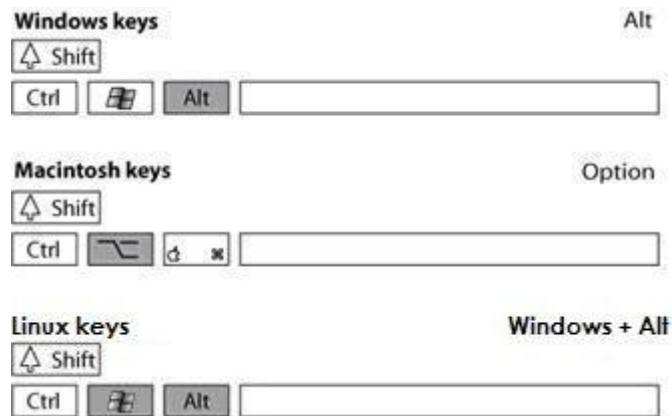 Windows keys Alt
Shift
Ctrl Alt
Macintosh keys Option
Shift
Ctrl ⌥ ⌘
Linux keys Windows + Alt
Shift
Ctrl Alt